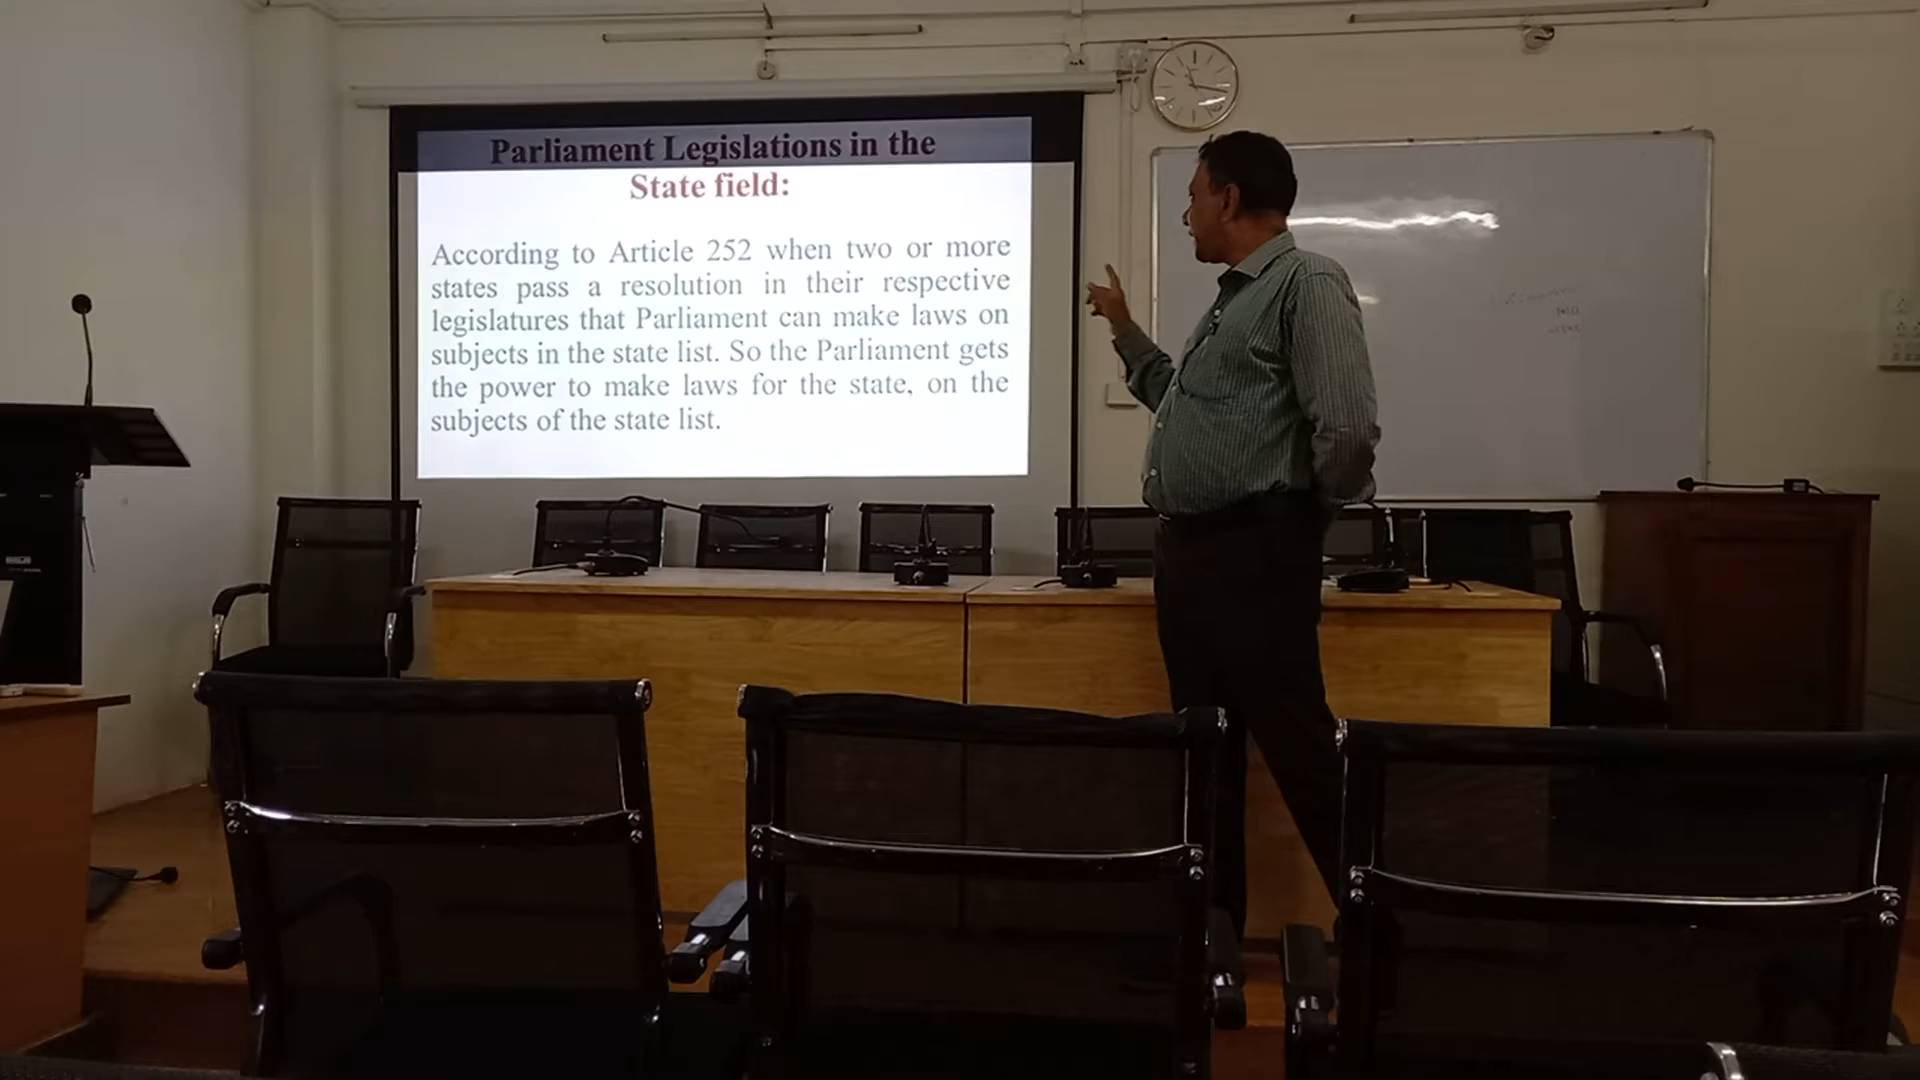 Parliament Legislations in the
State field:
According to Article 252 when two or more
states pass a resolution in their respective
legislatures that Parliament can make laws on
subjects in the state list. So the Parliament gets
the power to make laws for the state, on the
subjects of the state list.